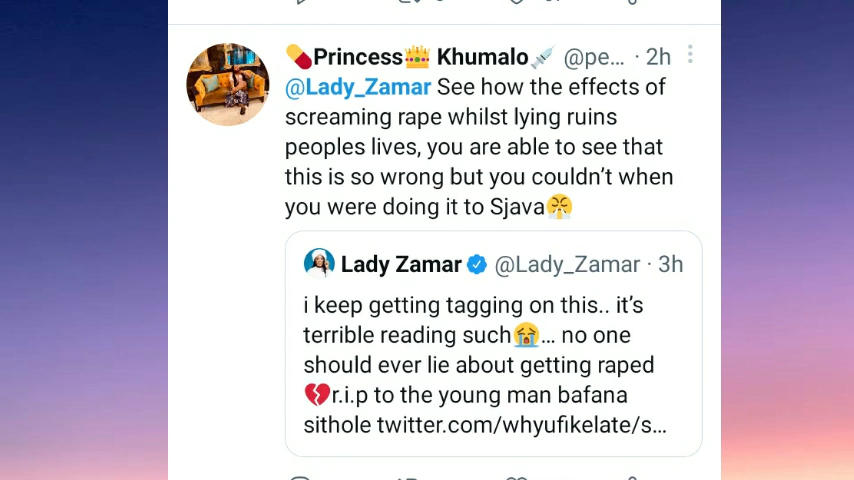 💊Princess👑 Khumalo💉 @pe... · 2h
@Lady_Zamar See how the effects of
screaming rape whilst lying ruins
peoples lives, you are able to see that
this is so wrong but you couldn't when
you were doing it to Sjava😤
Lady Zamar @Lady_Zamar · 3h
i keep getting tagging on this.. it's
terrible reading such😭... no one
should ever lie about getting raped
💔r.i.p to the young man bafana
sithole twitter.com/whyufikelate/s...